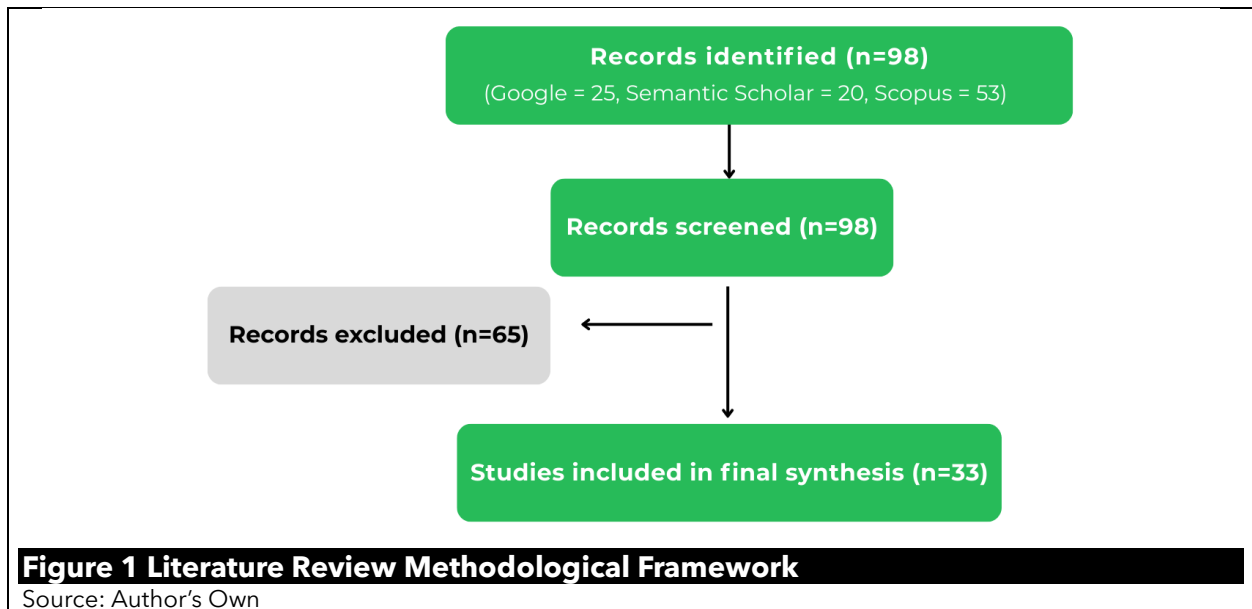 Records identified (n=98)
(Google = 25, Semantic Scholar = 20, Scopus = 53)
Records screened (n=98)
Records excluded (n=65)
Studies included in final synthesis (n=33)
Figure 1 Literature Review Methodological Framework
Source: Author's Own